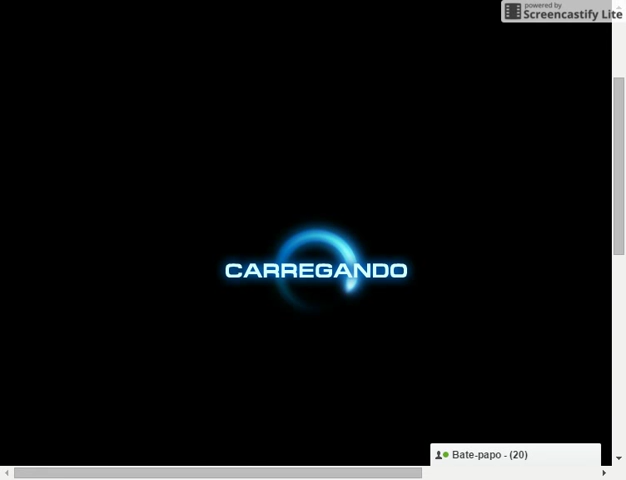 powered by
Screencastify Lite
CARREGANDO
Bate-papo - (20)